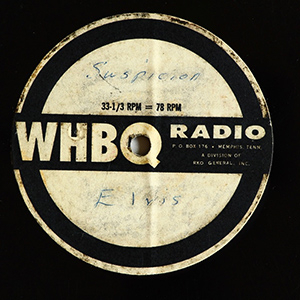 Suspicion
33-1/3 RPM = 78 RPM
WHBQ RADIO
P. O. BOX 176 • MEMPHIS, TENN.
A DIVISION OF
RKO GENERAL, INC.
Elvis